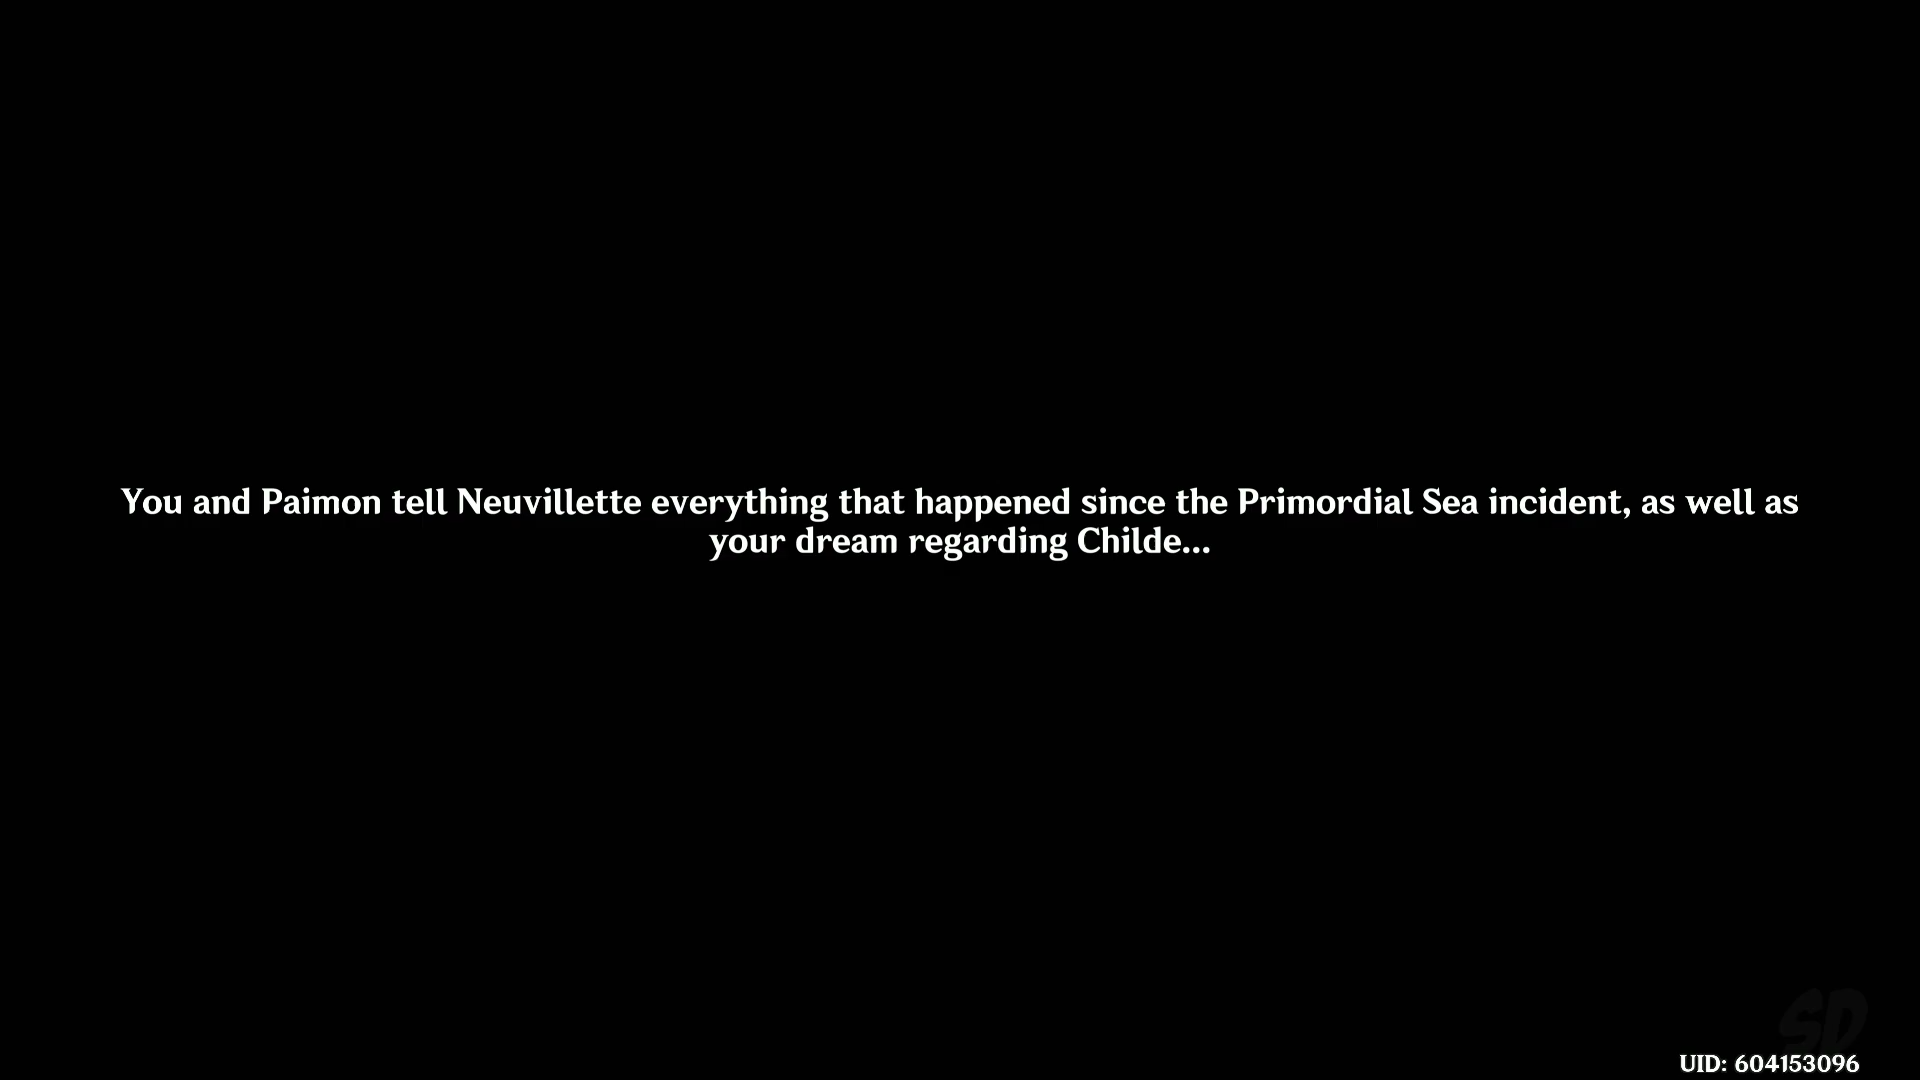 You and Paimon tell Neuvillette everything that happened since the Primordial Sea incident, as well as
your dream regarding Childe...
SD
UID: 604153096